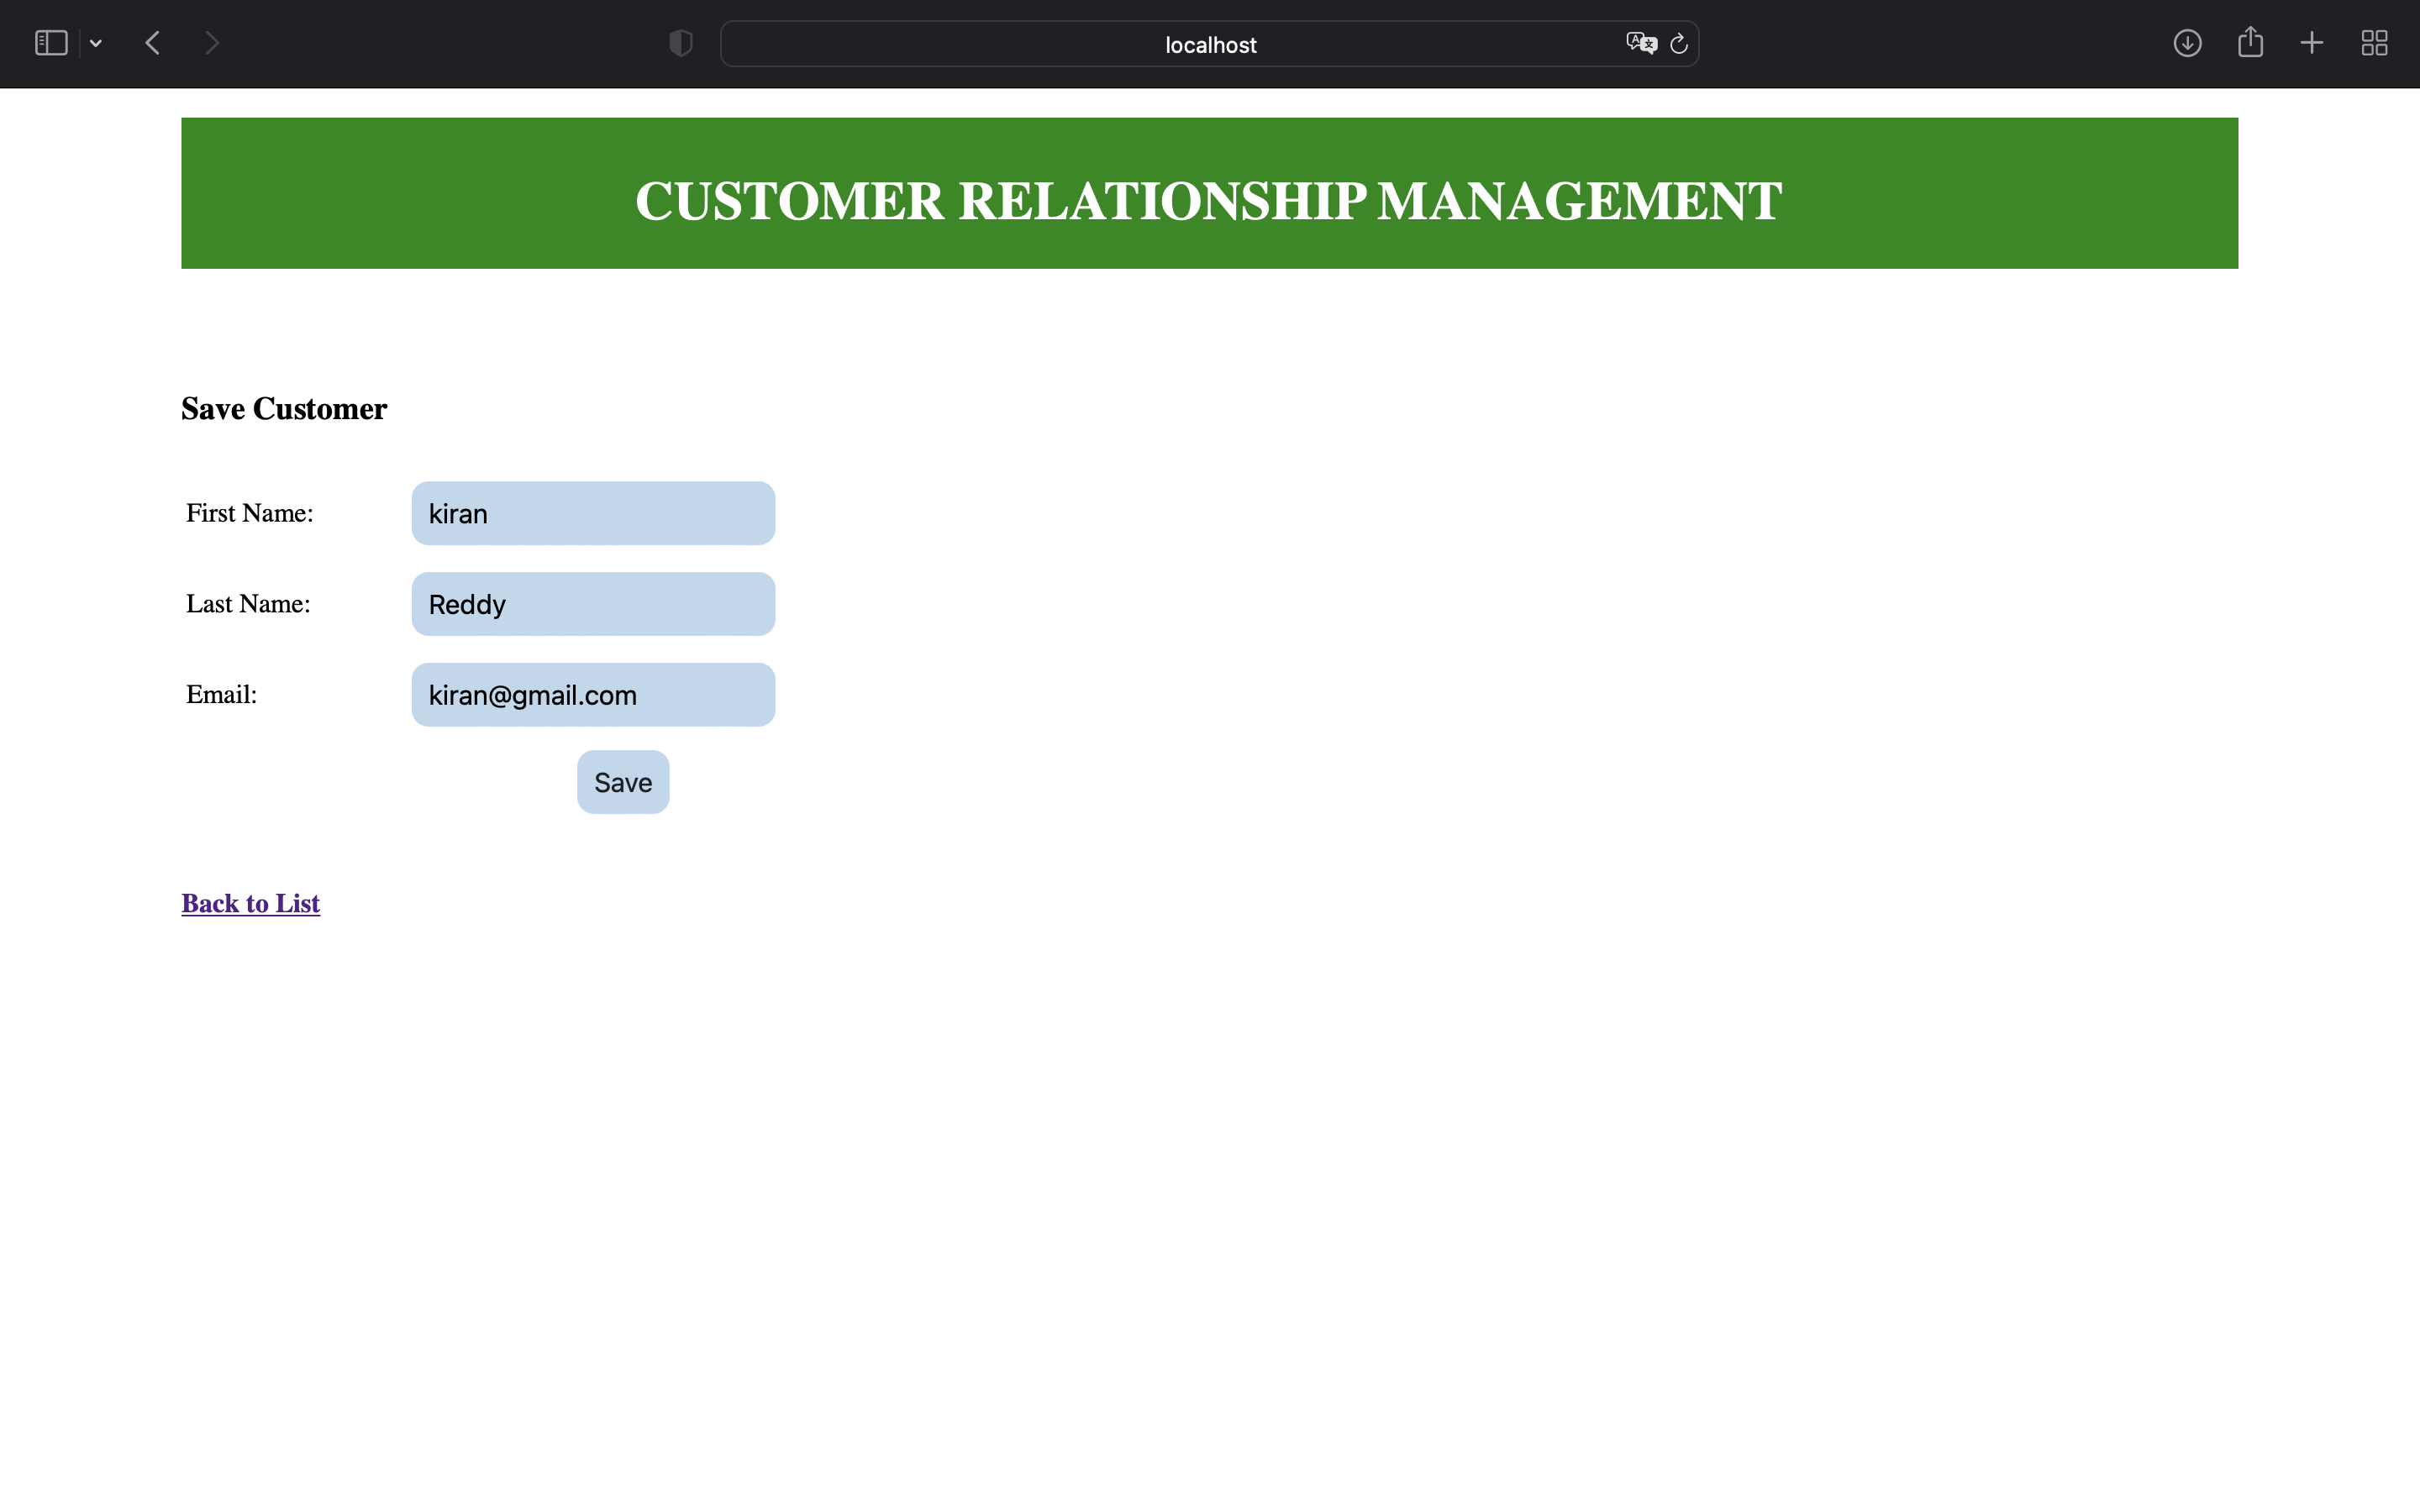 localhost
CUSTOMER RELATIONSHIP MANAGEMENT
Save Customer
First Name: kiran
Last Name: Reddy
Email: kiran@gmail.com
Save
Back to List